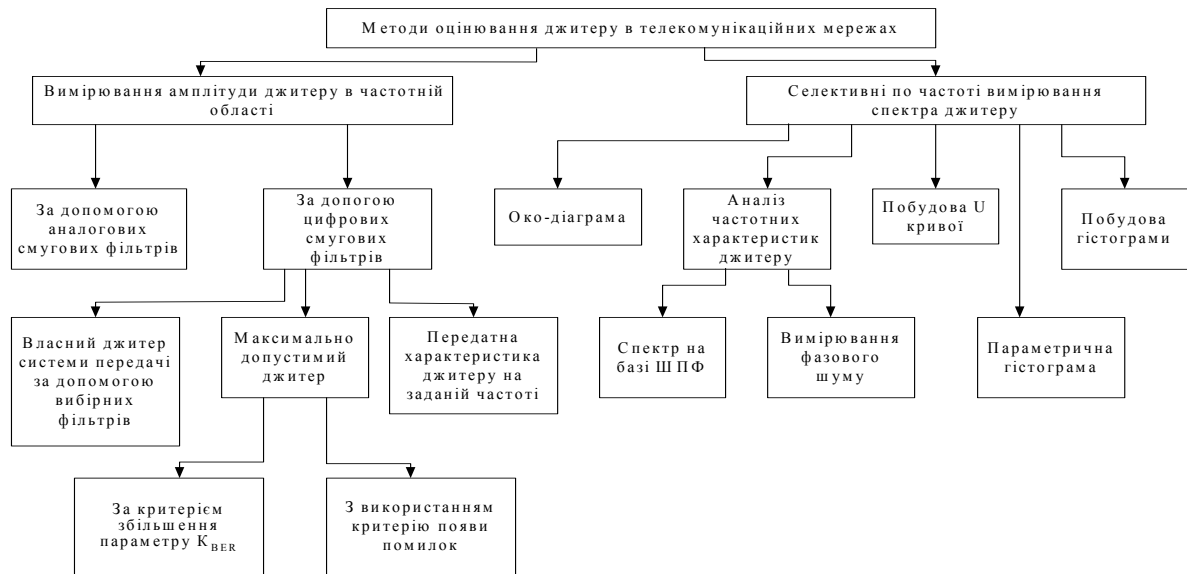 Методи оцінювання джитеру в телекомунікаційних мережах
Вимірювання амплітуди джитеру в частотній
області
Селективні по частоті вимірювання
спектра джитеру
За допомогою
аналогових
смугових фільтрів
За допогою
цифрових
смугових
фільтрів
Око-діаграма
Аналіз
частотних
характеристик
джитеру
Побудова U
кривої
Побудова
гістограми
Власний джитер
системи передачі
за допомогою
вибірних
фільтрів
Максимально
допустимий
джитер
Передатна
характеристика
джитеру на
заданій частоті
Спектр на
базі ШПФ
Вимірювання
фазового
шуму
Параметрична
гістограма
За критерієм
збільшення
параметру K_BER
З використанням
критерію появи
помилок